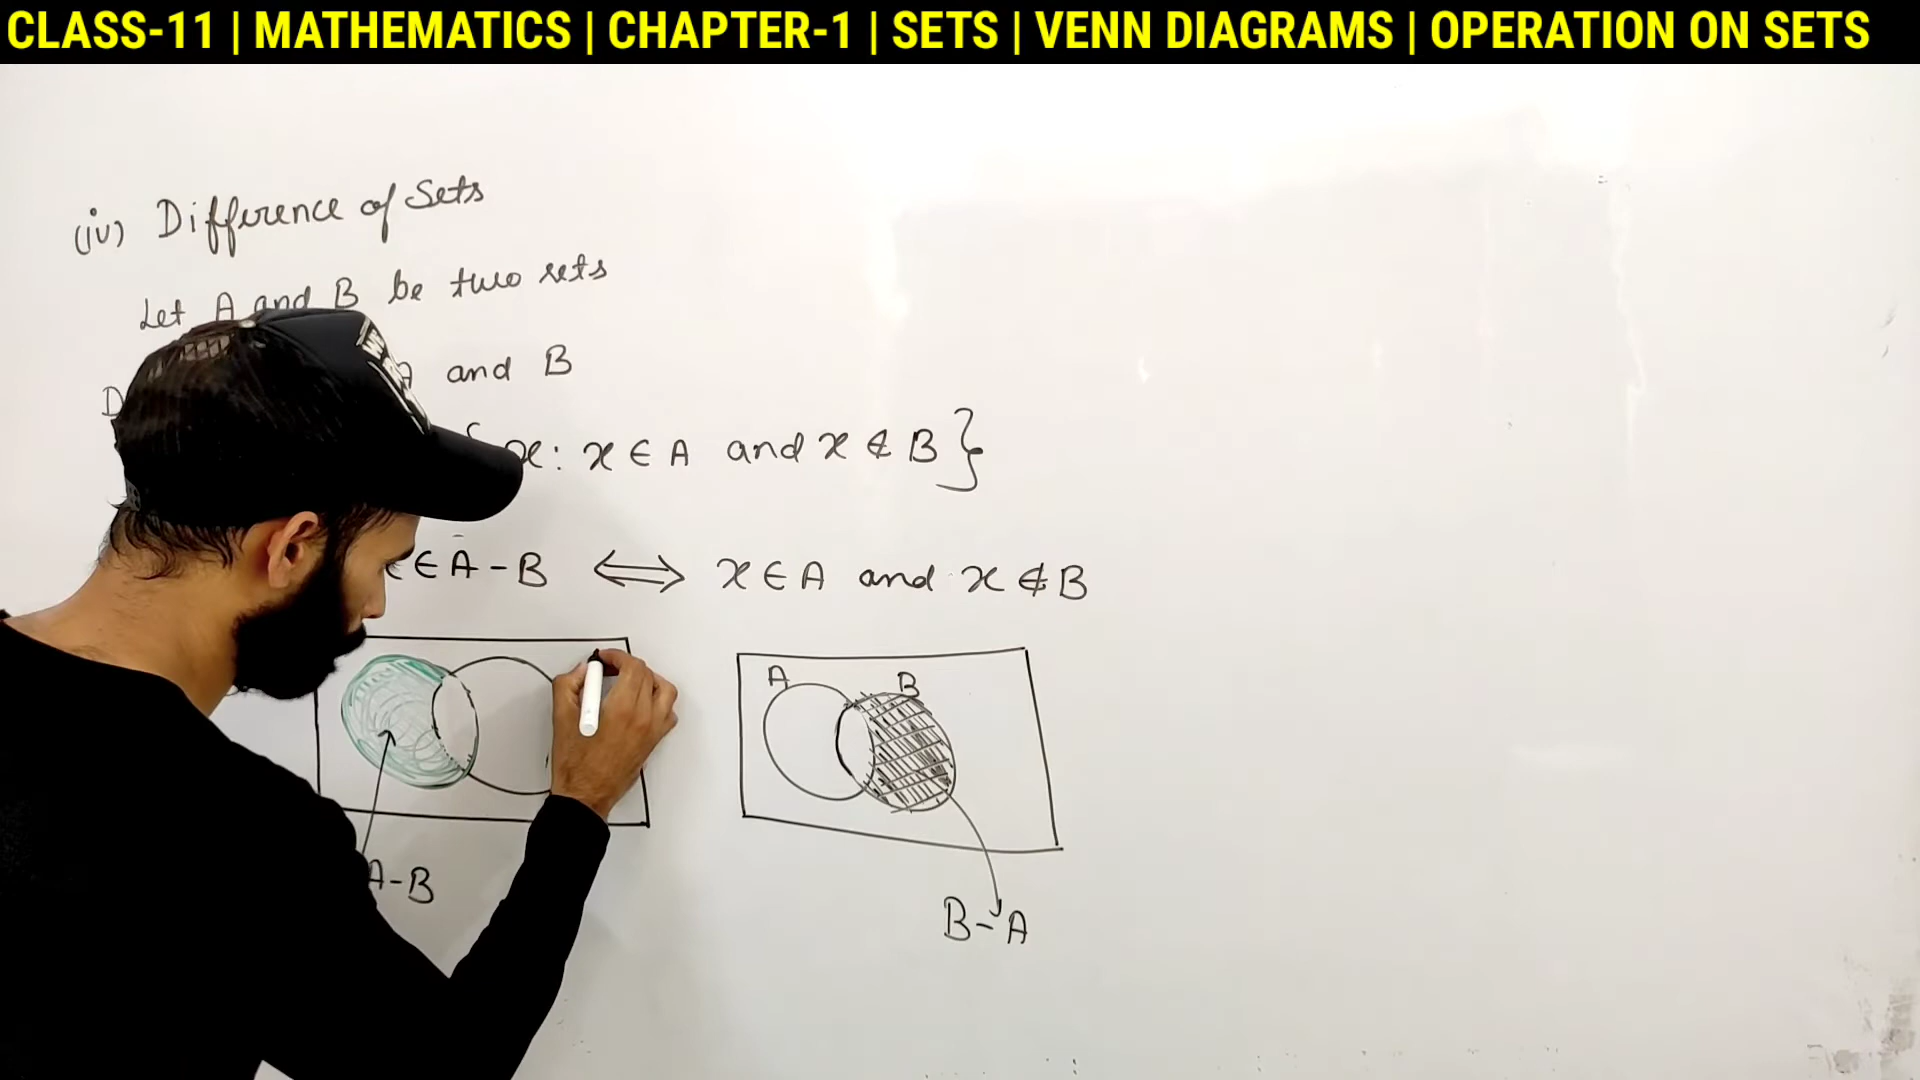 CLASS-11 | MATHEMATICS | CHAPTER-1 | SETS | VENN DIAGRAMS | OPERATION ON SETS
(iv) Difference of Sets
Let A and B be two sets
D and B
x: x ∈ A and x ∉ B }
∈ A - B ⟺ x ∈ A and x ∉ B
A B
A-B
B-A